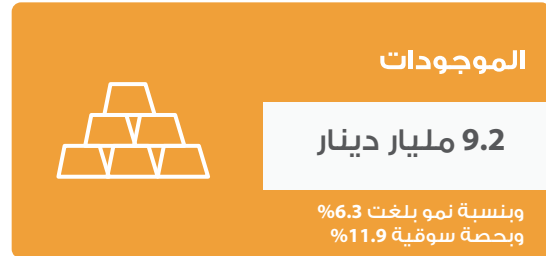 الموجودات
9.2 مليار دينار
وبنسبة نمو بلغت 6.3%
وبحصة سوقية 11.9%